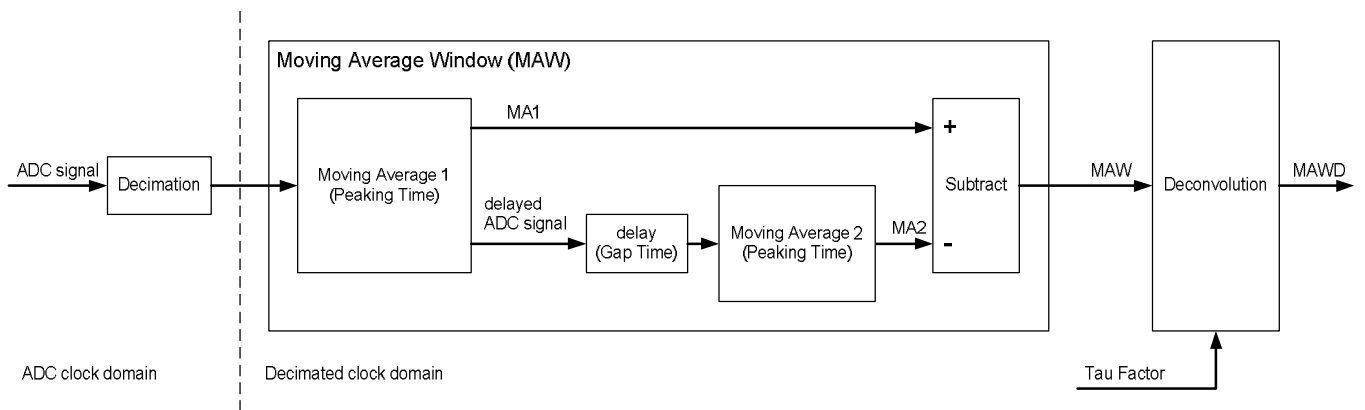 Moving Average Window (MAW)
MA1
ADC signal
Decimation
Moving Average 1
(Peaking Time)
delayed
ADC signal
delay
(Gap Time)
Moving Average 2
(Peaking Time)
MA2
+
Subtract
-
MAW
Deconvolution
MAWD
ADC clock domain
Decimated clock domain
Tau Factor